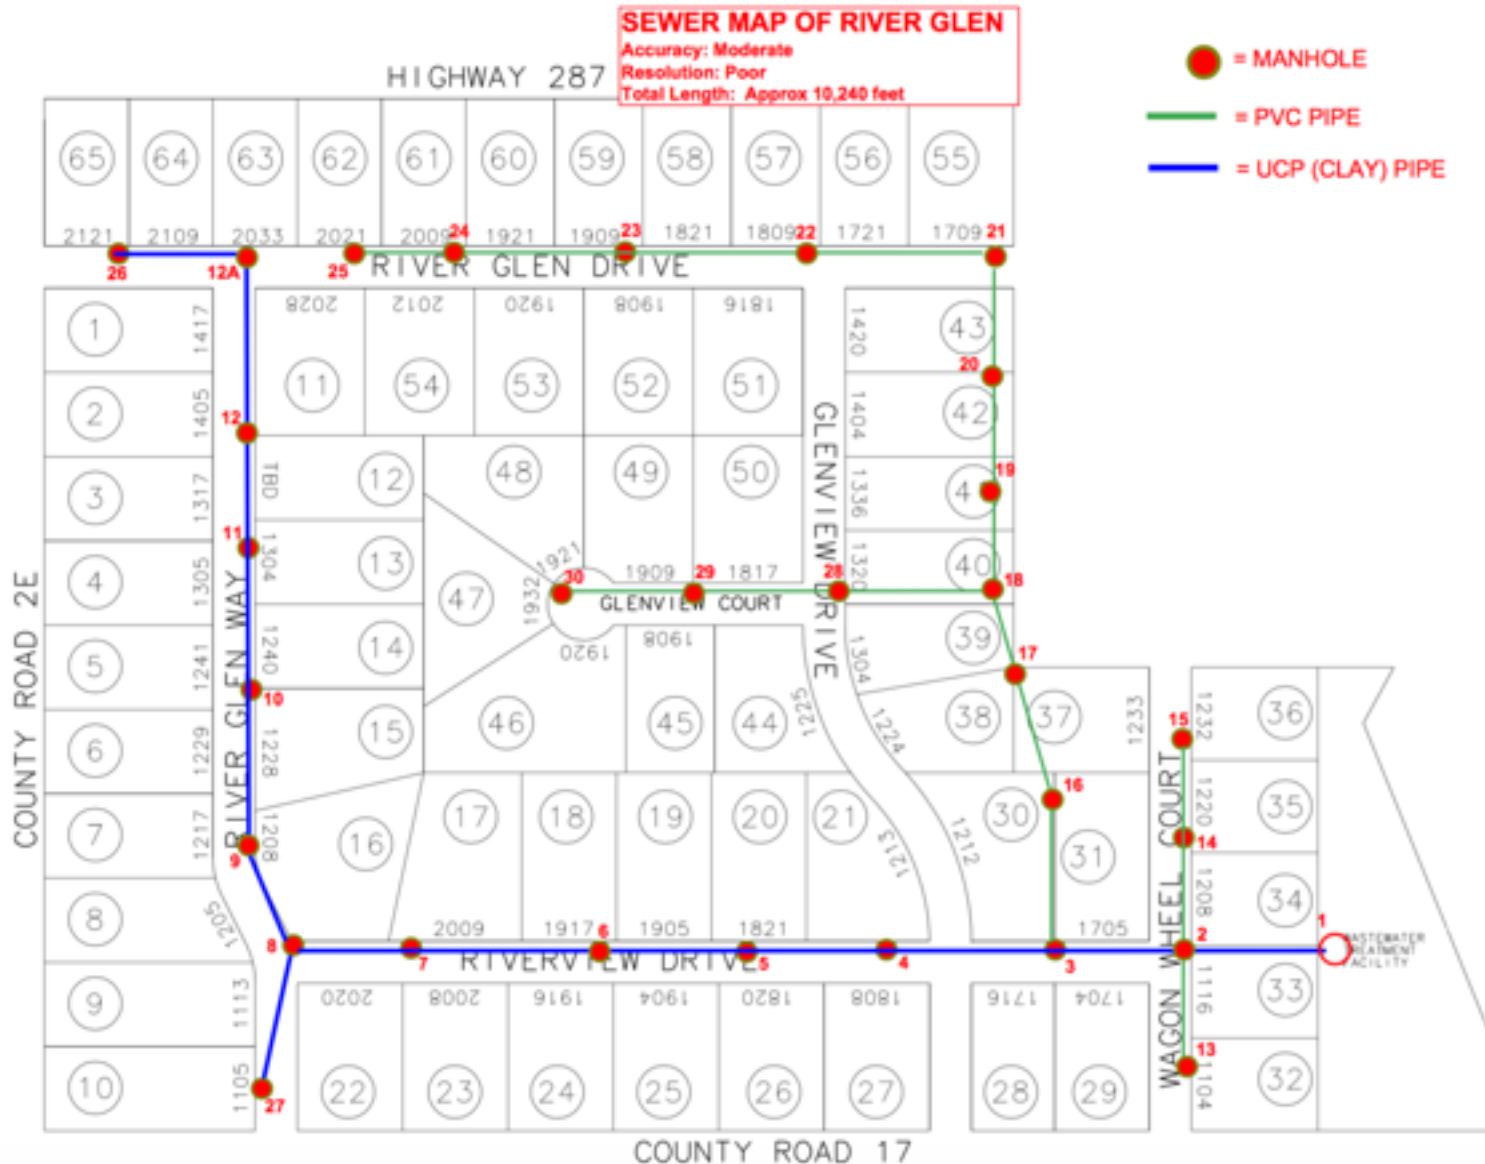 SEWER MAP OF RIVER GLEN
Accuracy: Moderate
Resolution: Poor
Total Length: Approx 10,240 feet
HIGHWAY 287
= MANHOLE
= PVC PIPE
= UCP (CLAY) PIPE
65 64 63 62 61 60 59 58 57 56 55
2121 2109 2033 2021 2009 1921 1909 1821 1809 1721 1709
24 23 22 21
26 12A 25
RIVER GLEN DRIVE
2028 2012 1920 1908 1816
1 1417
11 54 53 52 51
1420 43
20
2 1405
12
1404 42
48 49 50
TBD 12
3 1317
1336 4
19
11
1304 13
4 1305
1921 30 1909 29 1817 28
1320 40 18
1932
GLENVIEW COURT
47
GLENVIEW DRIVE
COUNTY ROAD 2E
RIVER GLEN WAY
1240 14
1920 1908
1304 39
17
5 1241
10
46 45 44
1225 1224
38 37 1233
15 1232 36
6 1229
1228 15
16
7 1217
9 1208 16
17 18 19 20 21
1213 1212
30 31
WAGON WHEEL COURT
1220 35
14
8 1205
8
2009 1917 1905 1821
1705
1208 34
1
6
7 5 4 3 2
RIVERVIEW DRIVE
WASTEWATER
TREATMENT
FACILITY
9 1113
2020 2008 1916 1904 1820 1808 1716 1704
1116 33
13
10 1105
27
22 23 24 25 26 27 28 29
1104 32
COUNTY ROAD 17